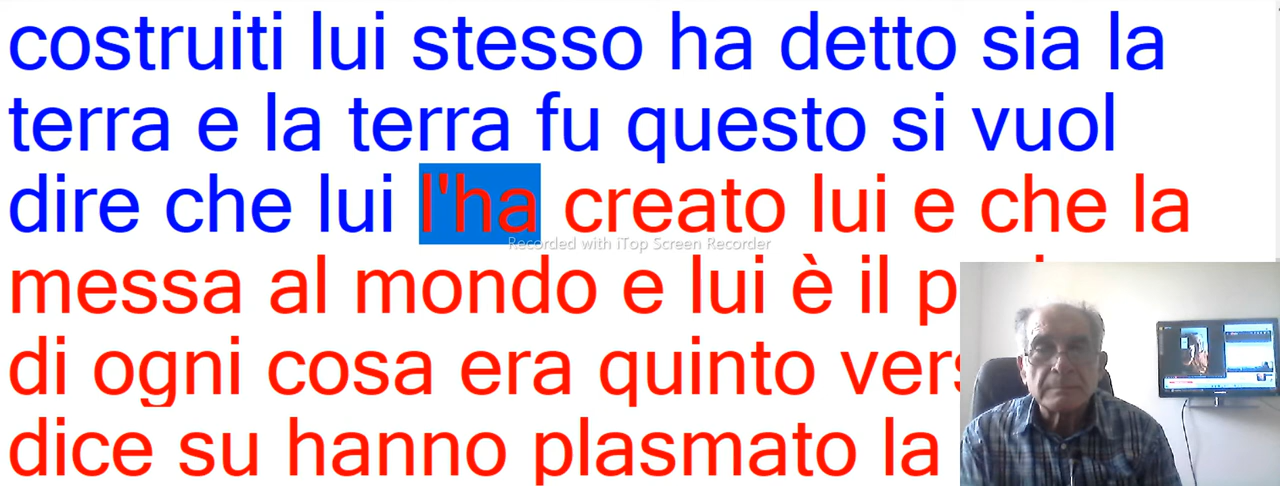 costruiti lui stesso ha detto sia la
terra e la terra fu questo si vuol
dire che lui l'ha creato lui e che la
Recorded with iTop Screen Recorder
messa al mondo e lui è il
di ogni cosa era quinto
dice su hanno plasmato la